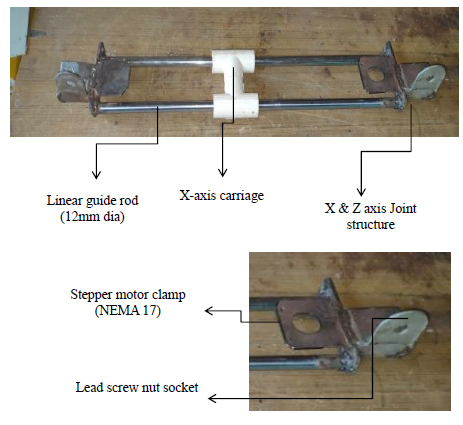 Linear guide rod
(12mm dia)
X-axis carriage
X & Z axis Joint
structure
Stepper motor clamp
(NEMA 17)
Lead screw nut socket